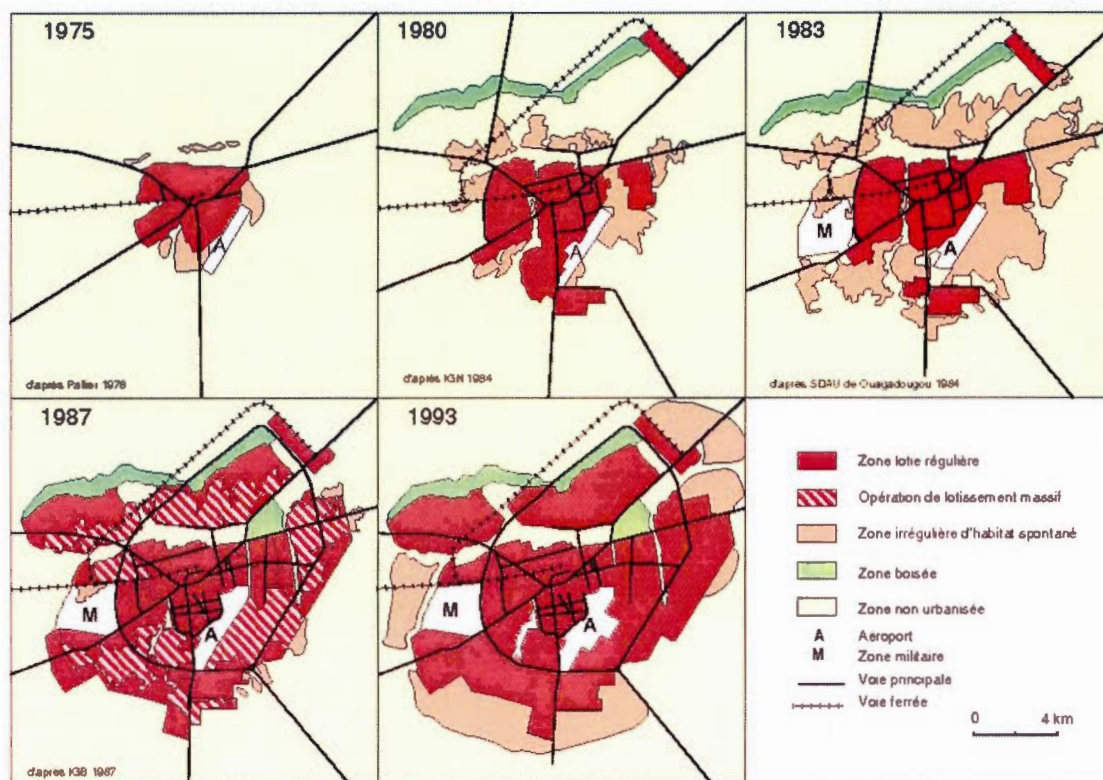 1975
A
d'après Pallier 1978
1980
A
d'après IGN 1984
1983
M
A
d'après SDAU de Ouagadougou 1984
1987
M
A
d'après IGB 1987
1993
M
A
Zone lotie régulière
Opération de lotissement massif
Zone irrégulière d'habitat spontané
Zone boisée
Zone non urbanisée
A Aeroport
M Zone militaire
Voie principale
Voie ferrée
0 4 km